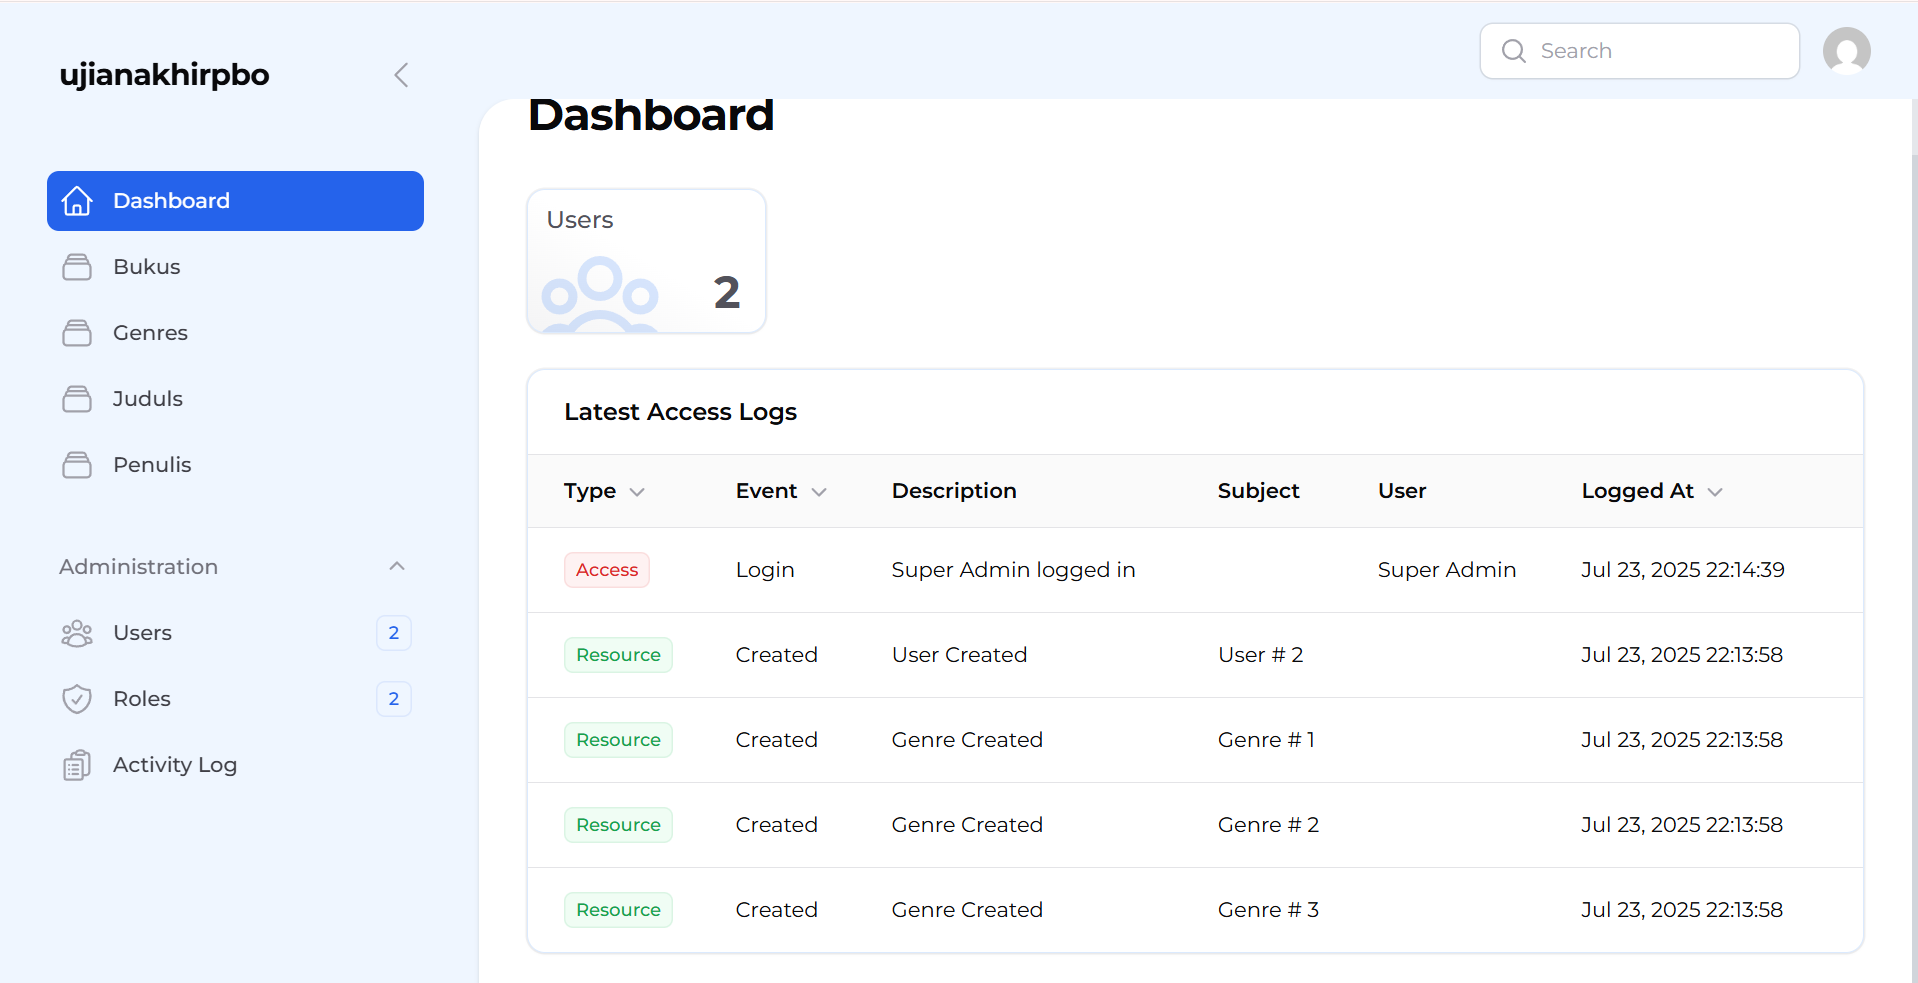 ujianakhirpbo
Search
Dashboard
Bukus
Genres
Juduls
Penulis
Administration
Users 2
Roles 2
Activity Log
Dashboard
Users
2
Latest Access Logs
Type Event Description Subject User Logged At
Access Login Super Admin logged in Super Admin Jul 23, 2025 22:14:39
Resource Created User Created User # 2 Jul 23, 2025 22:13:58
Resource Created Genre Created Genre # 1 Jul 23, 2025 22:13:58
Resource Created Genre Created Genre # 2 Jul 23, 2025 22:13:58
Resource Created Genre Created Genre # 3 Jul 23, 2025 22:13:58